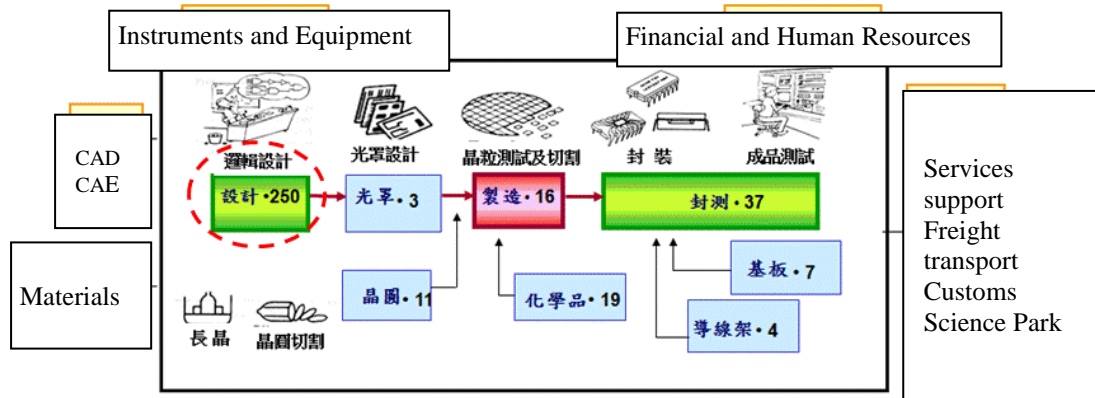 Instruments and Equipment
Financial and Human Resources
CAD
CAE
Materials
邏輯設計
光罩設計
晶粒測試及切割
封裝
成品測試
設計•250
光罩•3
製造•16
封测•37
晶圓•11
化學品•19
基板•7
導線架•4
長晶
晶圓切割
Services
support
Freight
transport
Customs
Science Park